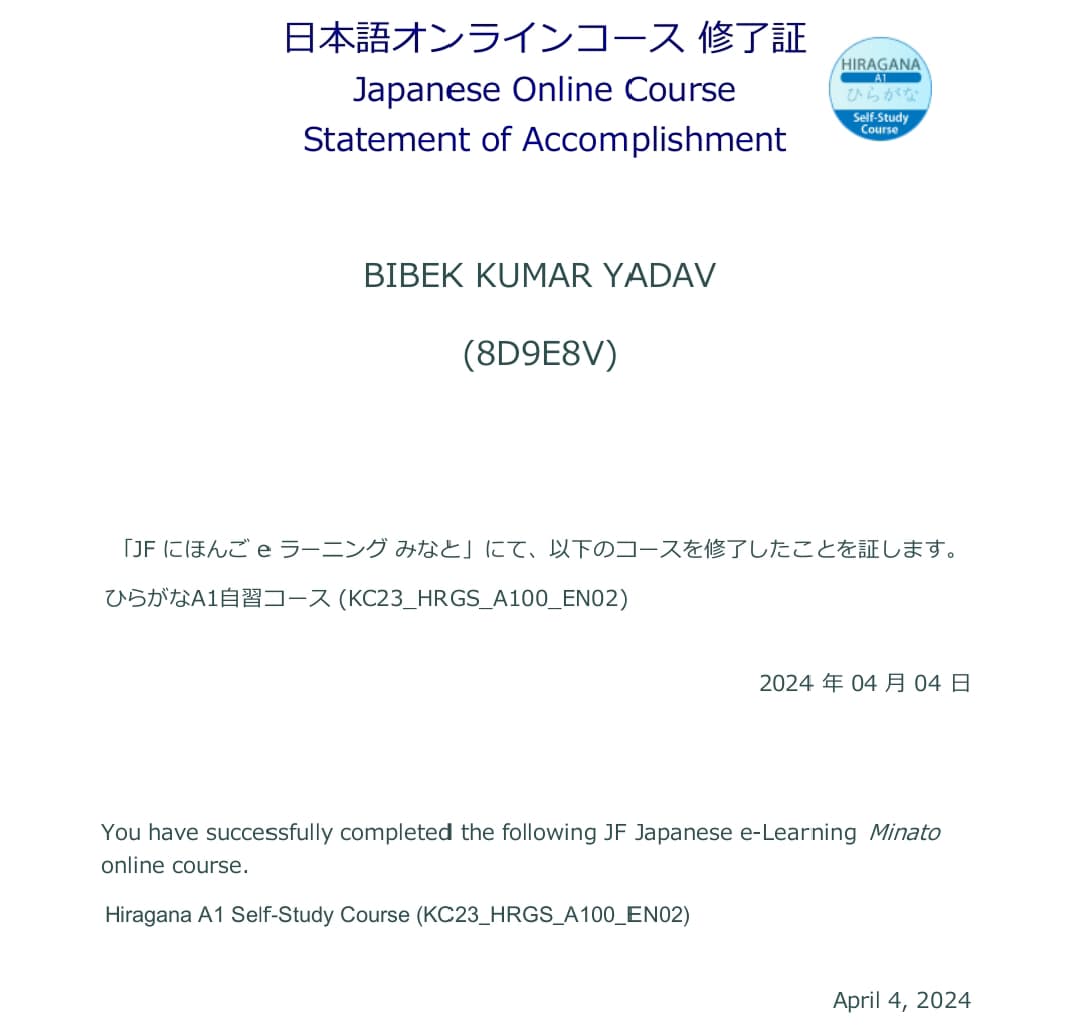 日本語オンラインコース 修了証
Japanese Online Course
Statement of Accomplishment
HIRAGANA
A1
ひらがな
Self-Study
Course
BIBEK KUMAR YADAV
(8D9E8V)
「JF にほんご e ラーニング みなと」にて、以下のコースを修了したことを証します。
ひらがなA1自習コース (KC23_HRGS_A100_EN02)
2024 年 04 月 04 日
You have successfully completed the following JF Japanese e-Learning Minato
online course.
Hiragana A1 Self-Study Course (KC23_HRGS_A100_EN02)
April 4, 2024